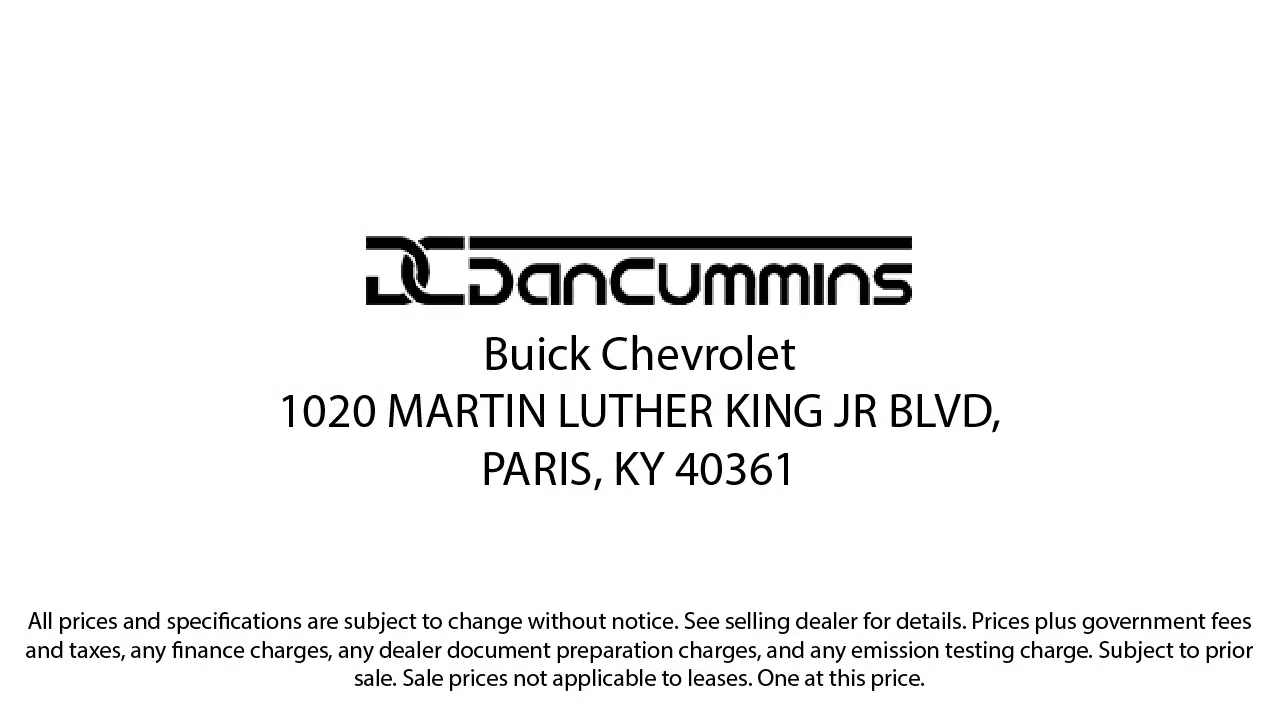 DC DanCummins
Buick Chevrolet
1020 MARTIN LUTHER KING JR BLVD,
PARIS, KY 40361
All prices and specifications are subject to change without notice. See selling dealer for details. Prices plus government fees
and taxes, any finance charges, any dealer document preparation charges, and any emission testing charge. Subject to prior
sale. Sale prices not applicable to leases. One at this price.